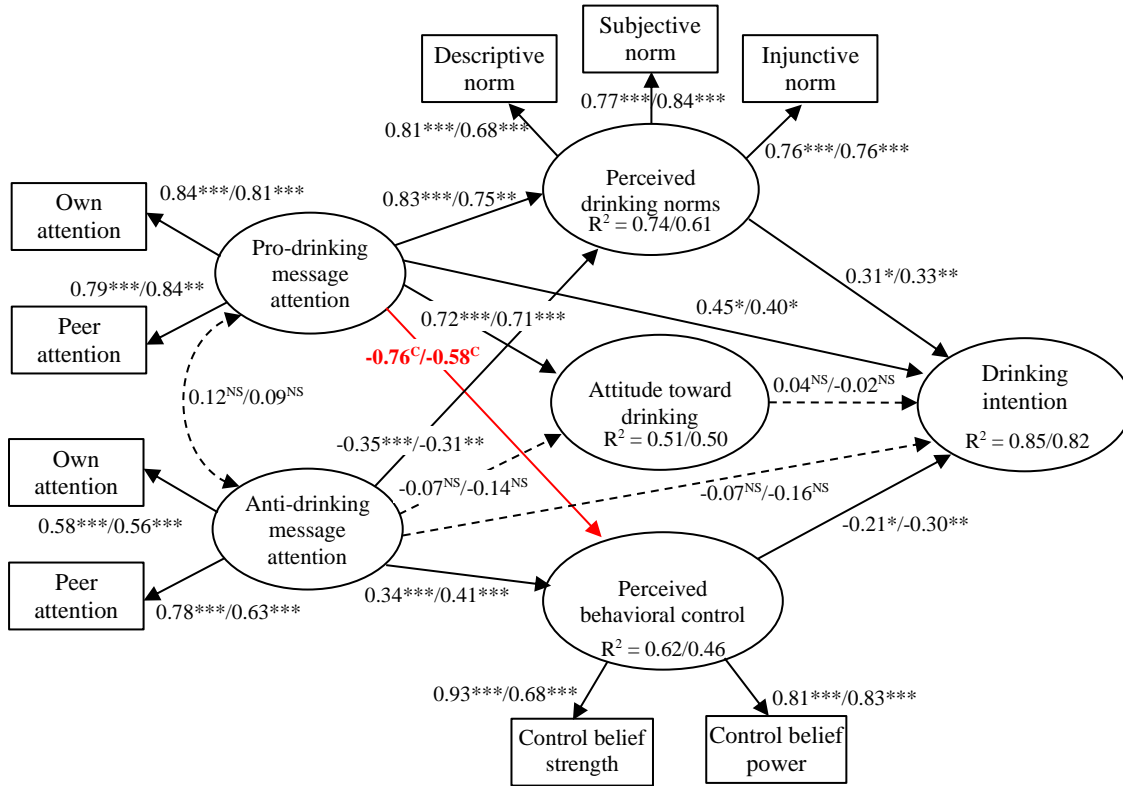 Subjective
norm
Descriptive
norm
Injunctive
norm
0.77***/0.84***
0.81***/0.68***
0.76***/0.76***
Perceived
drinking norms
R² = 0.74/0.61
0.84***/0.81***
0.83***/0.75**
Own
attention
Pro-drinking
message
attention
0.31*/0.33**
0.79***/0.84**
0.45*/0.40*
Peer
attention
0.72***/0.71***
-0.76ᶜ/-0.58ᶜ
0.12ᴺˢ/0.09ᴺˢ
Attitude toward
drinking
R² = 0.51/0.50
0.04ᴺˢ/-0.02ᴺˢ
Drinking
intention
R² = 0.85/0.82
Own
attention
-0.35***/-0.31**
-0.07ᴺˢ/-0.14ᴺˢ
-0.07ᴺˢ/-0.16ᴺˢ
Anti-drinking
message
attention
0.58***/0.56***
-0.21*/-0.30**
Peer
attention
0.78***/0.63***
0.34***/0.41***
Perceived
behavioral control
R² = 0.62/0.46
0.93***/0.68***
0.81***/0.83***
Control belief
strength
Control belief
power